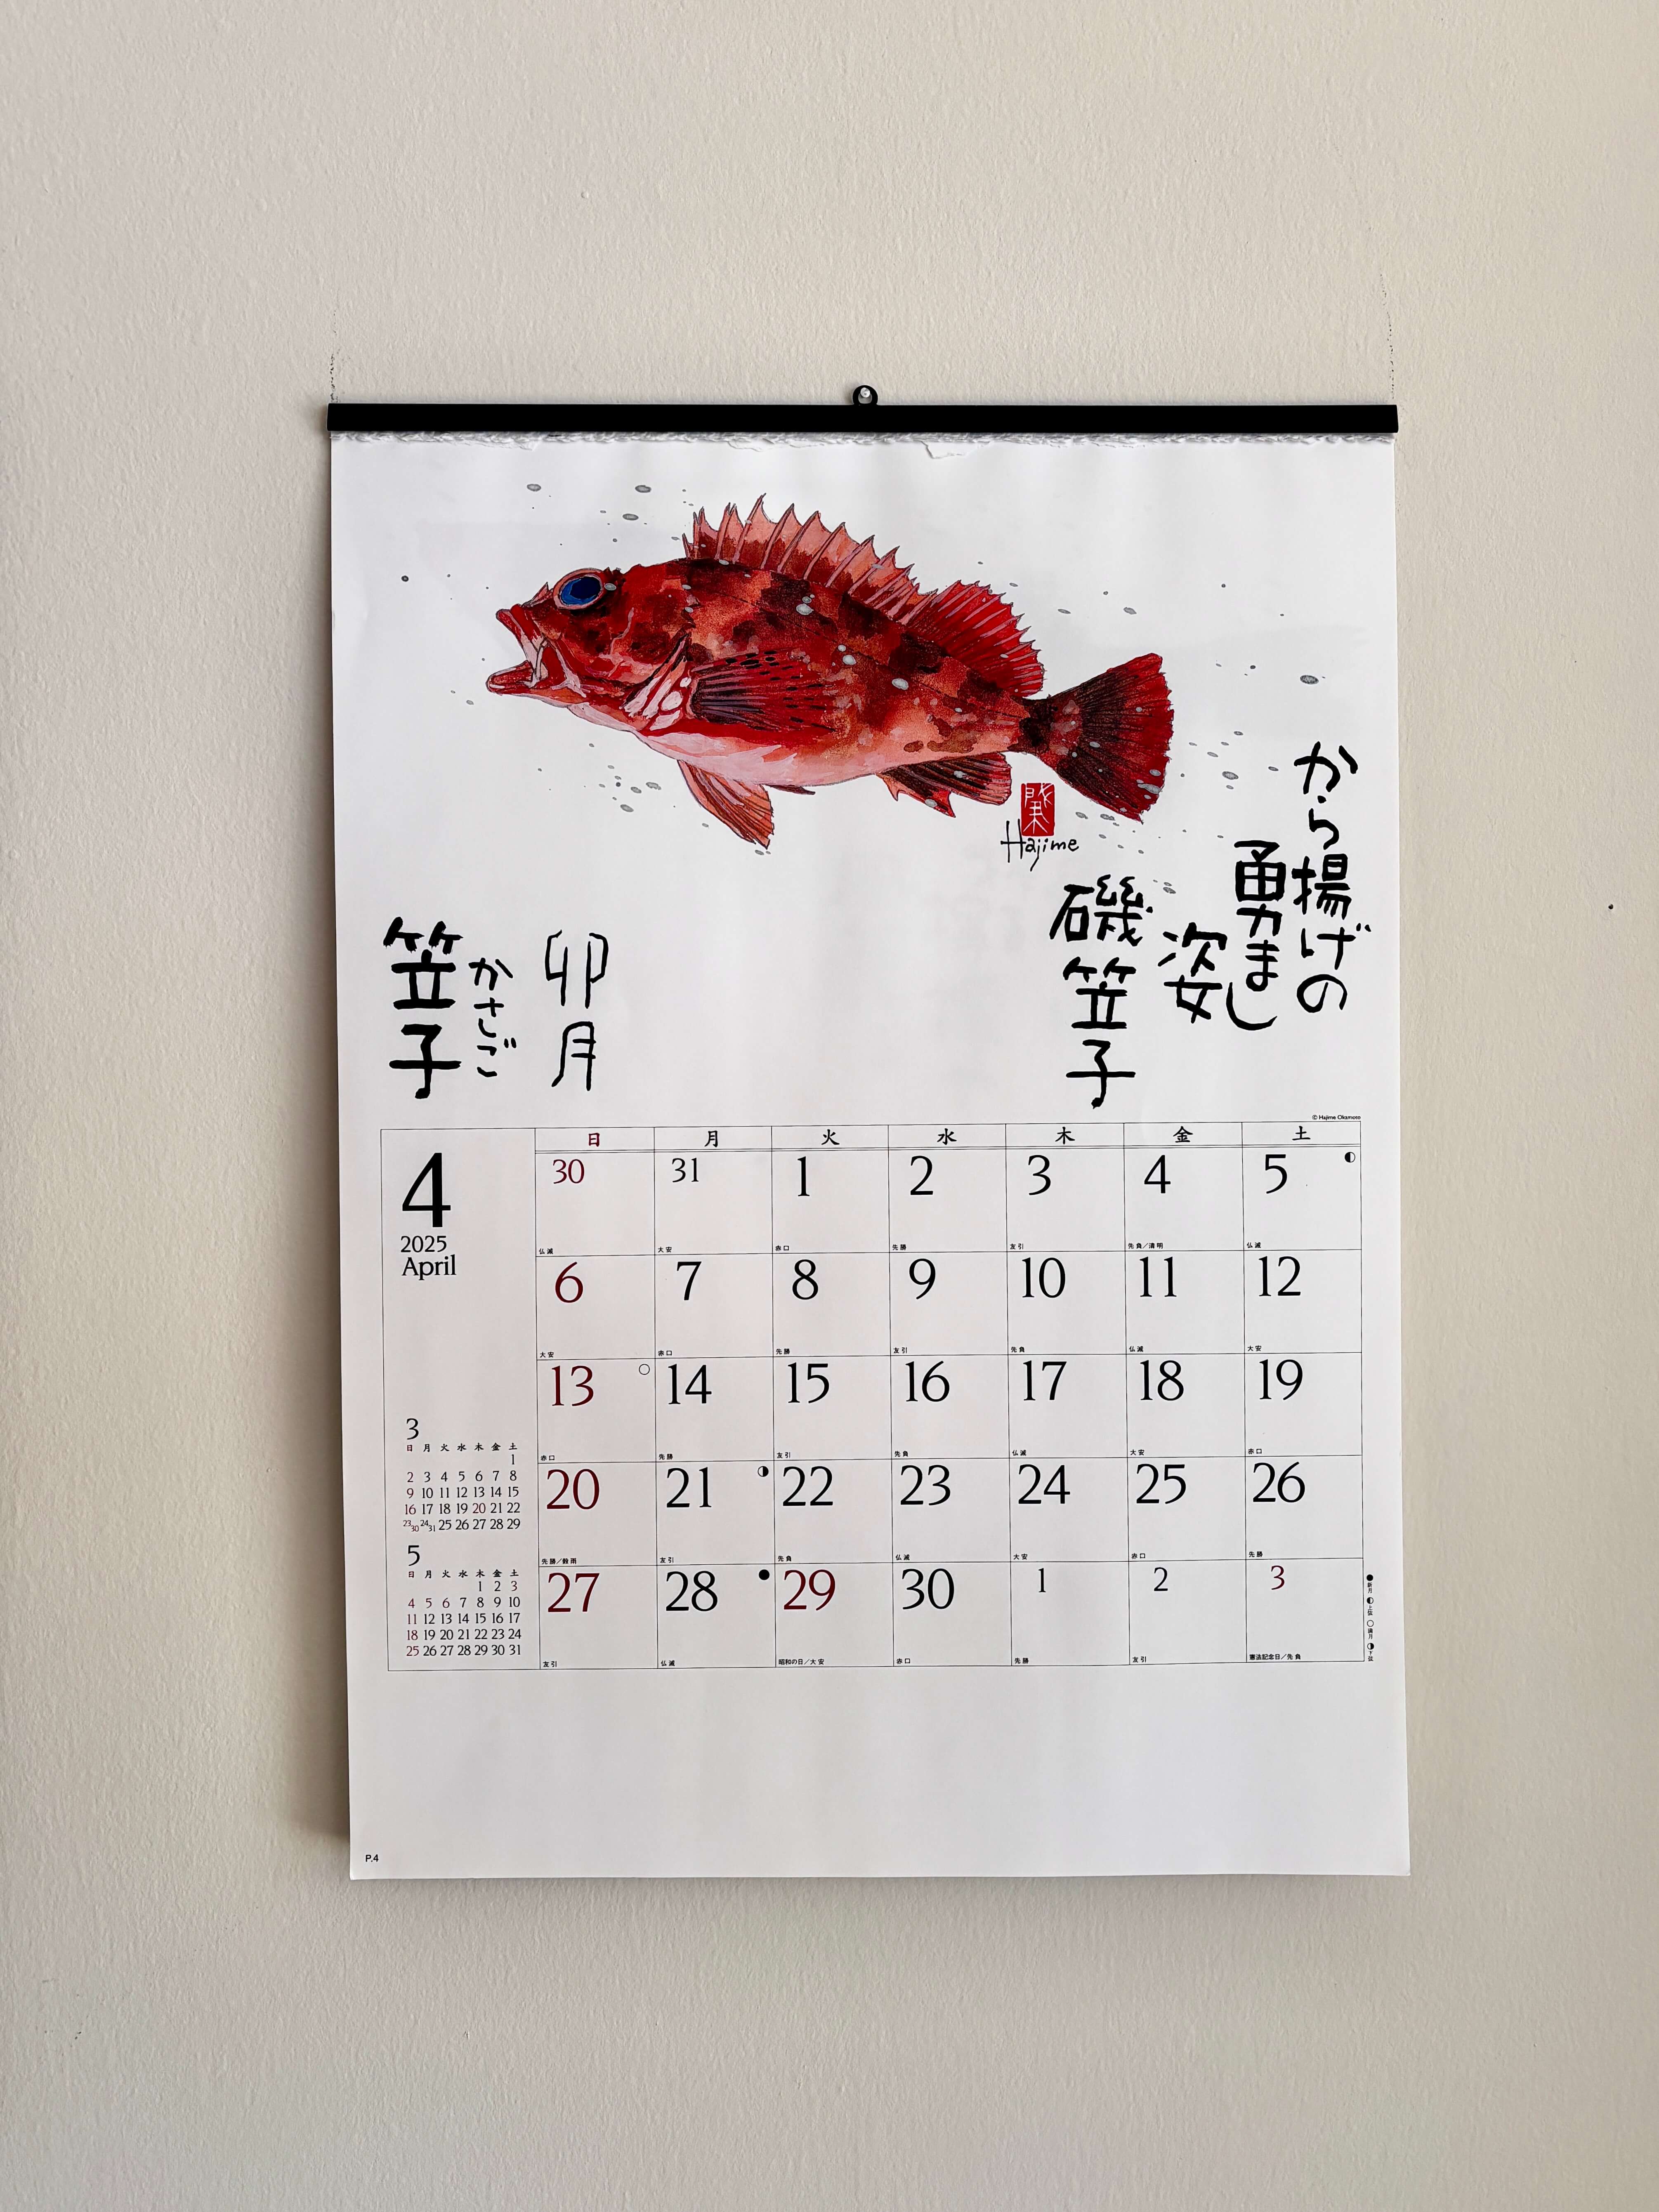 から揚げの
勇まし
姿
磯笠子
Hajime
卯月
かさご
笠子
© Hajime Okamoto
4
2025
April
日 月 火 水 木 金 土
30 31 1 2 3 4 5
仏滅 大安 赤口 先勝 友引 先負/清明 仏滅
6 7 8 9 10 11 12
大安 赤口 先勝 友引 先負 仏滅 大安
13 14 15 16 17 18 19
赤口 先勝 友引 先負 仏滅 大安 赤口
20 21 22 23 24 25 26
先勝/穀雨 友引 先負 仏滅 大安 赤口 先勝
27 28 29 30 1 2 3
友引 仏滅 昭和の日/大安 赤口 先勝 友引 憲法記念日/先負
●新月 ◐上弦 ○満月 ◑下弦
3
日 月 火 水 木 金 土
1
2 3 4 5 6 7 8
9 10 11 12 13 14 15
16 17 18 19 20 21 22
23/30 24/31 25 26 27 28 29
5
日 月 火 水 木 金 土
1 2 3
4 5 6 7 8 9 10
11 12 13 14 15 16 17
18 19 20 21 22 23 24
25 26 27 28 29 30 31
P.4